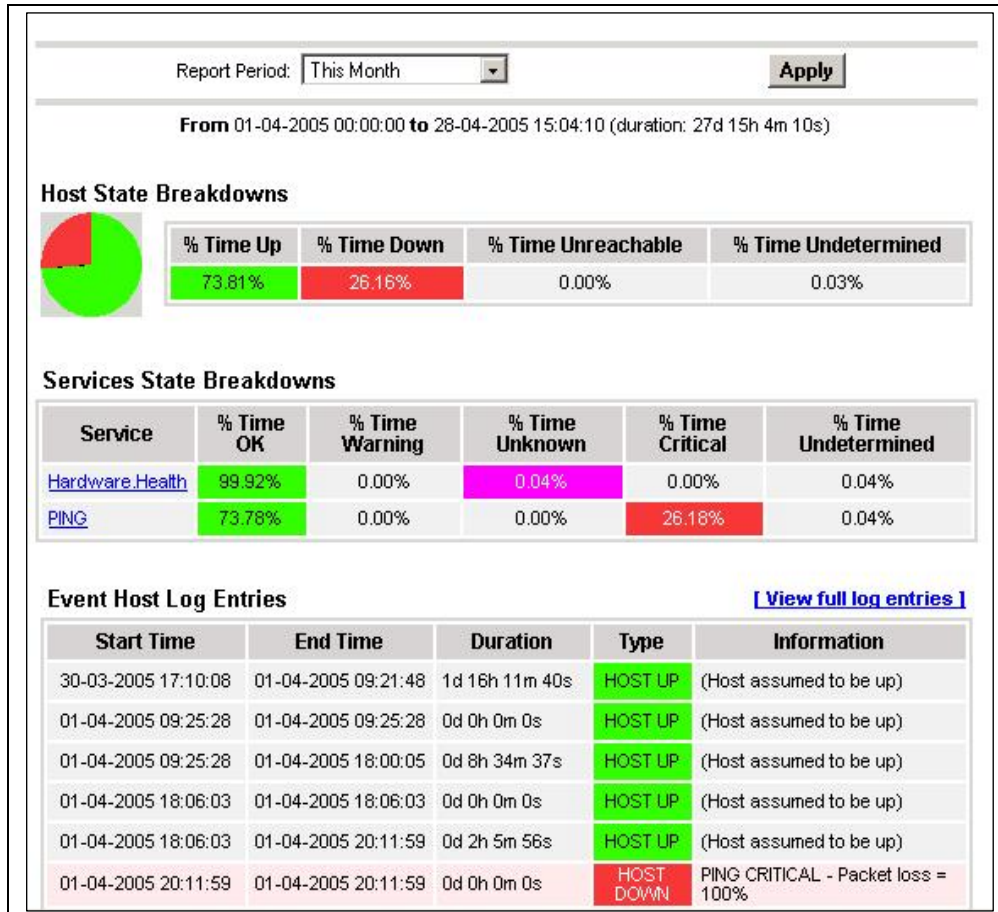 Report Period: This Month Apply
From 01-04-2005 00:00:00 to 28-04-2005 15:04:10 (duration: 27d 15h 4m 10s)
Host State Breakdowns
% Time Up % Time Down % Time Unreachable % Time Undetermined
73.81% 26.16% 0.00% 0.03%
Services State Breakdowns
Service % Time OK % Time Warning % Time Unknown % Time Critical % Time Undetermined
Hardware.Health 99.92% 0.00% 0.04% 0.00% 0.04%
PING 73.78% 0.00% 0.00% 26.18% 0.04%
Event Host Log Entries [ View full log entries ]
Start Time End Time Duration Type Information
30-03-2005 17:10:08 01-04-2005 09:21:48 1d 16h 11m 40s HOST UP (Host assumed to be up)
01-04-2005 09:25:28 01-04-2005 09:25:28 0d 0h 0m 0s HOST UP (Host assumed to be up)
01-04-2005 09:25:28 01-04-2005 18:00:05 0d 8h 34m 37s HOST UP (Host assumed to be up)
01-04-2005 18:06:03 01-04-2005 18:06:03 0d 0h 0m 0s HOST UP (Host assumed to be up)
01-04-2005 18:06:03 01-04-2005 20:11:59 0d 2h 5m 56s HOST UP (Host assumed to be up)
01-04-2005 20:11:59 01-04-2005 20:11:59 0d 0h 0m 0s HOST DOWN PING CRITICAL - Packet loss = 100%